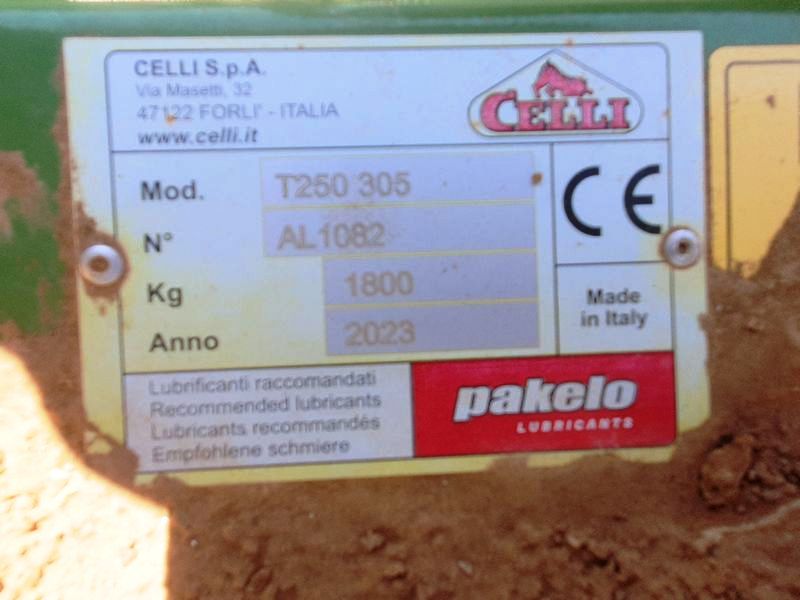 CELLI S.p.A.
Via Masetti, 32
47122 FORLI' - ITALIA
www.celli.it
CELLI
Mod. T250 305
N° AL1082
Kg 1800
Anno 2023
CE
Made
in Italy
Lubrificanti raccomandati
Recommended lubricants
Lubricants recommandés
Empfohlene schmiere
pakelo
LUBRICANTS